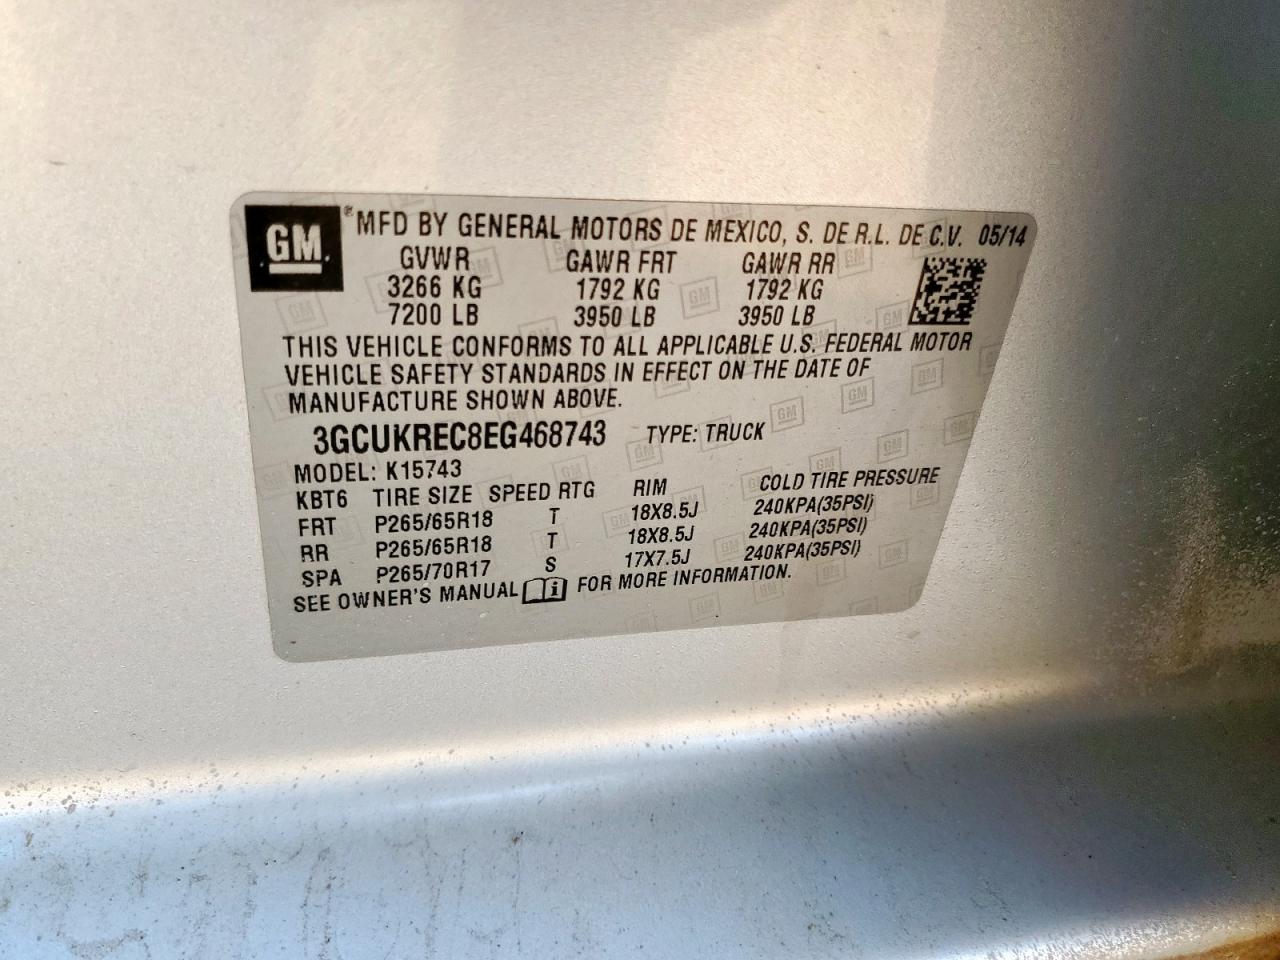 GM ® MFD BY GENERAL MOTORS DE MEXICO, S. DE R.L. DE C.V. 05/14
GVWR GAWR FRT GAWR RR
3266 KG 1792 KG 1792 KG
7200 LB 3950 LB 3950 LB
THIS VEHICLE CONFORMS TO ALL APPLICABLE U.S. FEDERAL MOTOR
VEHICLE SAFETY STANDARDS IN EFFECT ON THE DATE OF
MANUFACTURE SHOWN ABOVE.
3GCUKREC8EG468743 TYPE: TRUCK
MODEL: K15743
KBT6 TIRE SIZE SPEED RTG RIM COLD TIRE PRESSURE
FRT P265/65R18 T 18X8.5J 240KPA(35PSI)
RR P265/65R18 T 18X8.5J 240KPA(35PSI)
SPA P265/70R17 S 17X7.5J 240KPA(35PSI)
SEE OWNER'S MANUAL i FOR MORE INFORMATION.